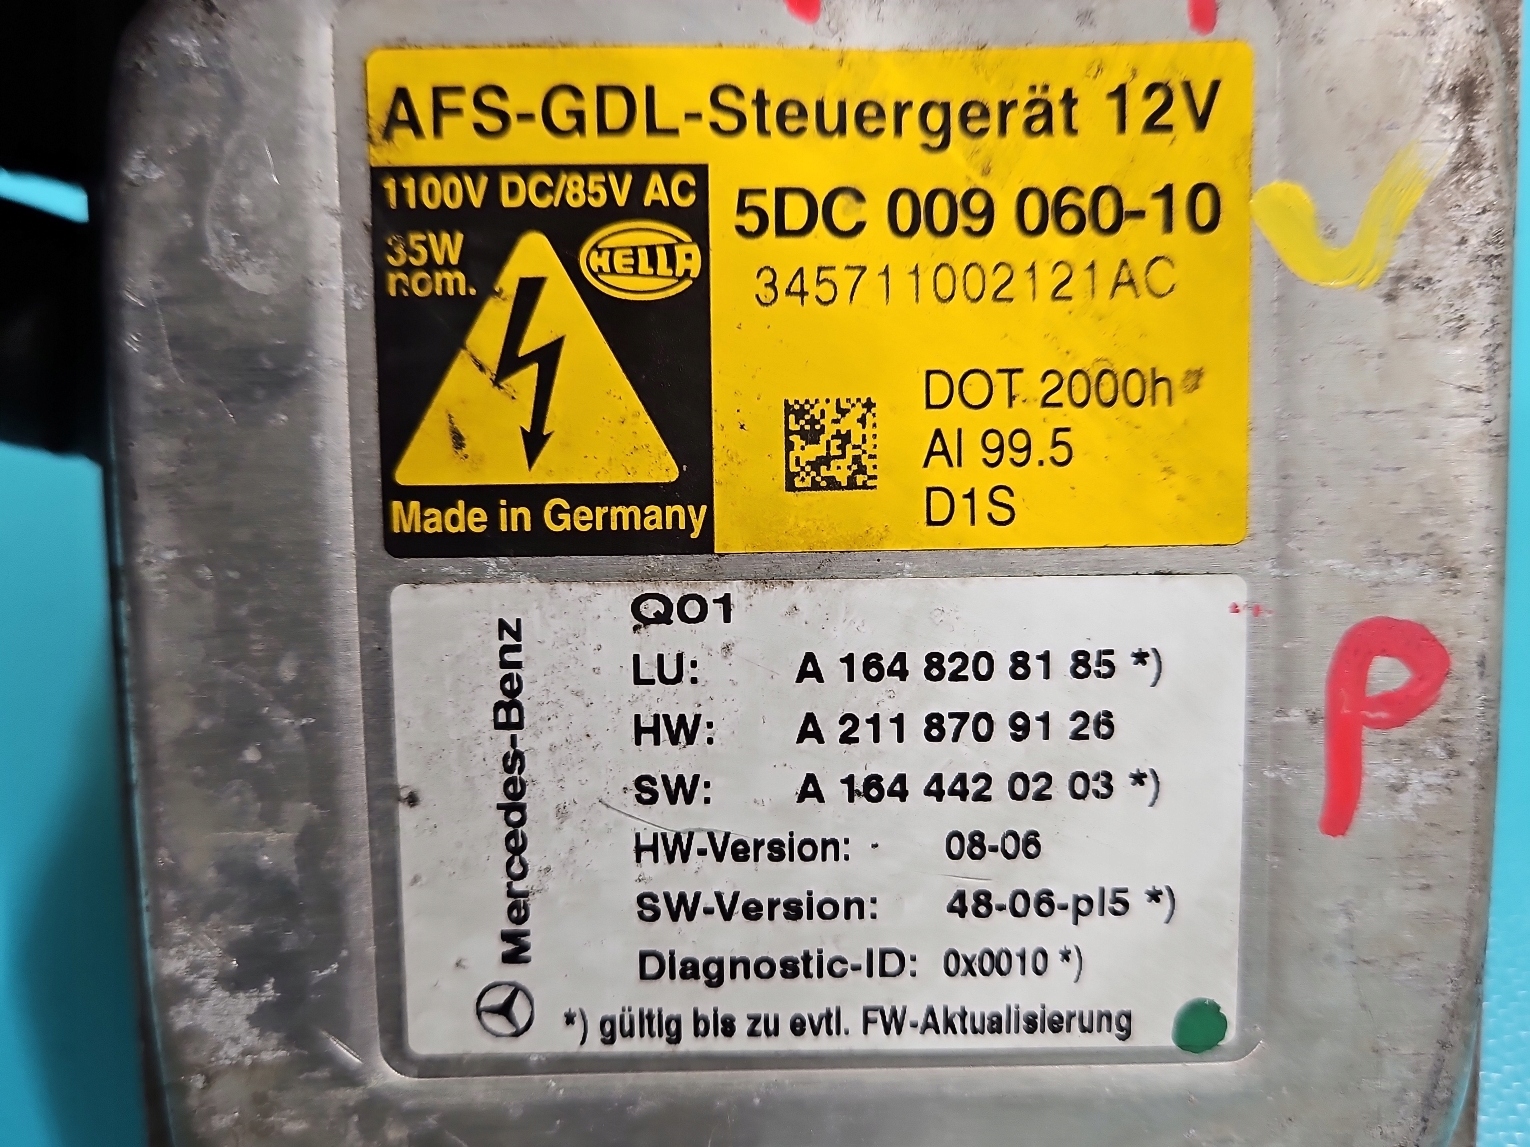 AFS-GDL-Steuergerät 12V
1100V DC/85V AC
35W
nom.
HELLA
Made in Germany
5DC 009 060-10
345711002121AC
DOT 2000h*
Al 99.5
D1S
Mercedes-Benz
Q01
LU: A 164 820 81 85 *)
HW: A 211 870 91 26
SW: A 164 442 02 03 *)
HW-Version: 08-06
SW-Version: 48-06-pl5 *)
Diagnostic-ID: 0x0010 *)
*) gültig bis zu evtl. FW-Aktualisierung
P